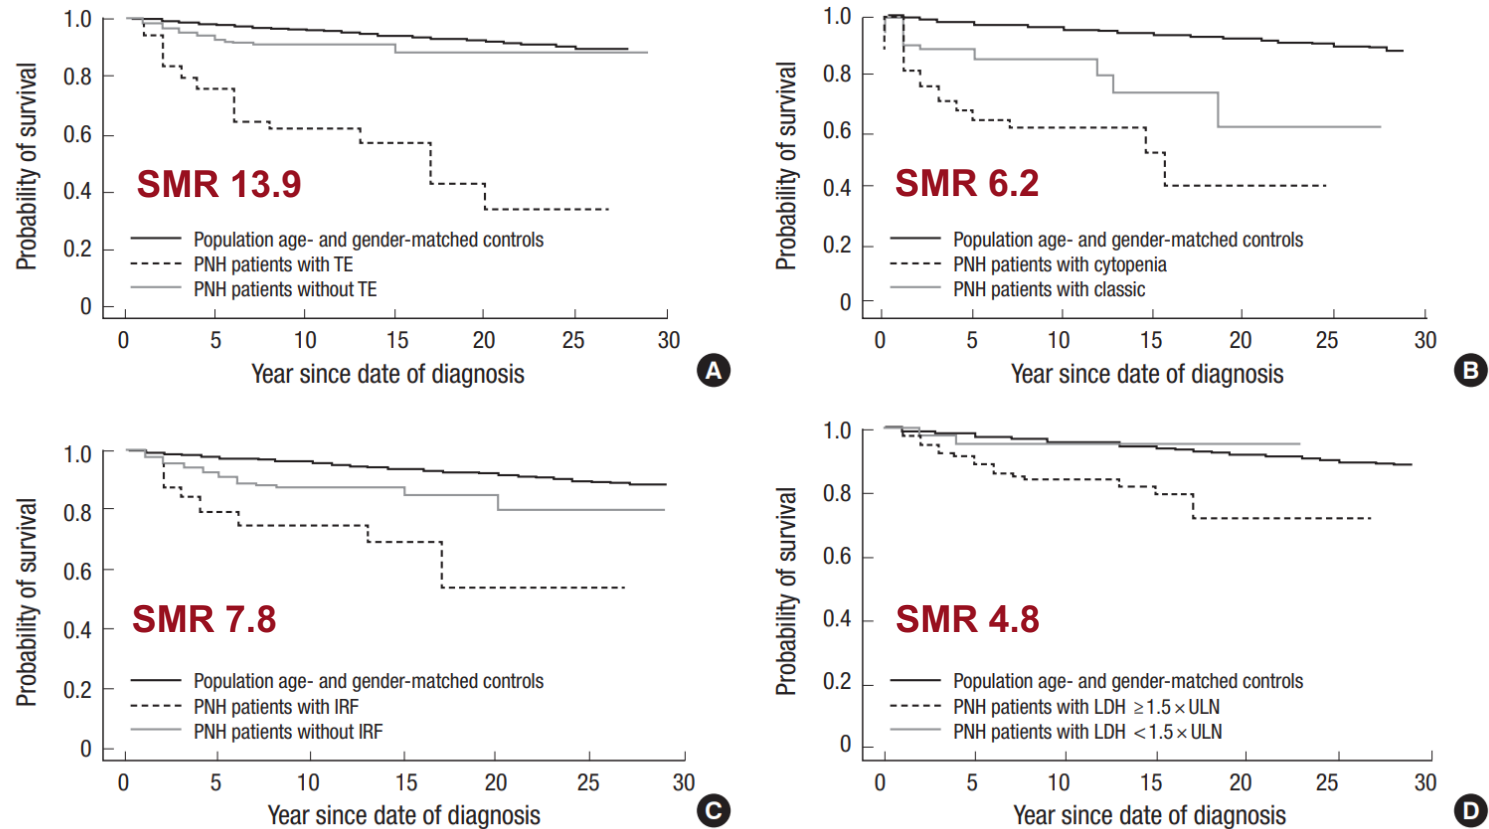 Probability of survival
1.0
0.8
0.6
0.4
0.2
0
SMR 13.9
Population age- and gender-matched controls
PNH patients with TE
PNH patients without TE
0 5 10 15 20 25 30
Year since date of diagnosis
A
Probability of survival
1.0
0.8
0.6
0.4
0.2
0
SMR 6.2
Population age- and gender-matched controls
PNH patients with cytopenia
PNH patients with classic
0 5 10 15 20 25 30
Year since date of diagnosis
B
Probability of survival
1.0
0.8
0.6
0.4
0.2
0
SMR 7.8
Population age- and gender-matched controls
PNH patients with IRF
PNH patients without IRF
0 5 10 15 20 25 30
Year since date of diagnosis
C
Probability of survival
1.0
0.8
0.6
0.4
0.2
0
SMR 4.8
Population age- and gender-matched controls
PNH patients with LDH ≥1.5×ULN
PNH patients with LDH <1.5×ULN
0 5 10 15 20 25 30
Year since date of diagnosis
D